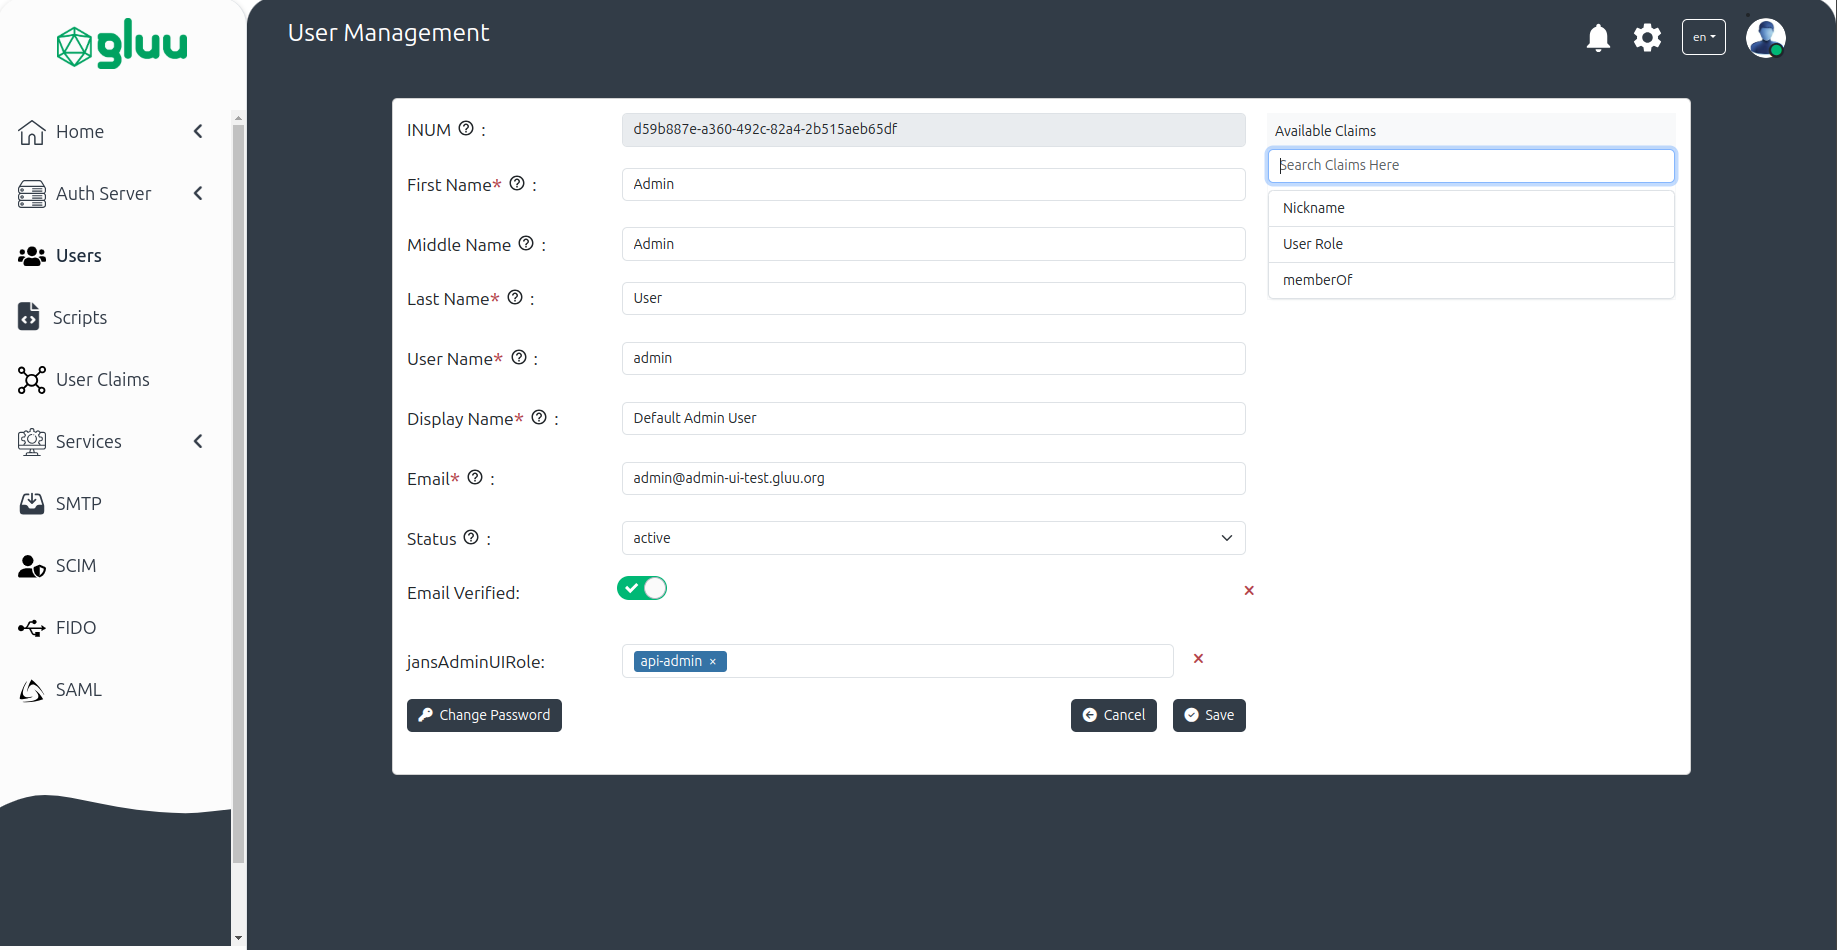 gluu
User Management
en
Home
Auth Server
Users
Scripts
User Claims
Services
SMTP
SCIM
FIDO
SAML
INUM ? :
d59b887e-a360-492c-82a4-2b515aeb65df
First Name* ? :
Admin
Middle Name ? :
Admin
Last Name* ? :
User
User Name* ? :
admin
Display Name* ? :
Default Admin User
Email* ? :
admin@admin-ui-test.gluu.org
Status ? :
active
Email Verified:
jansAdminUIRole:
api-admin ×
Change Password
Cancel
Save
Available Claims
Search Claims Here
Nickname
User Role
memberOf